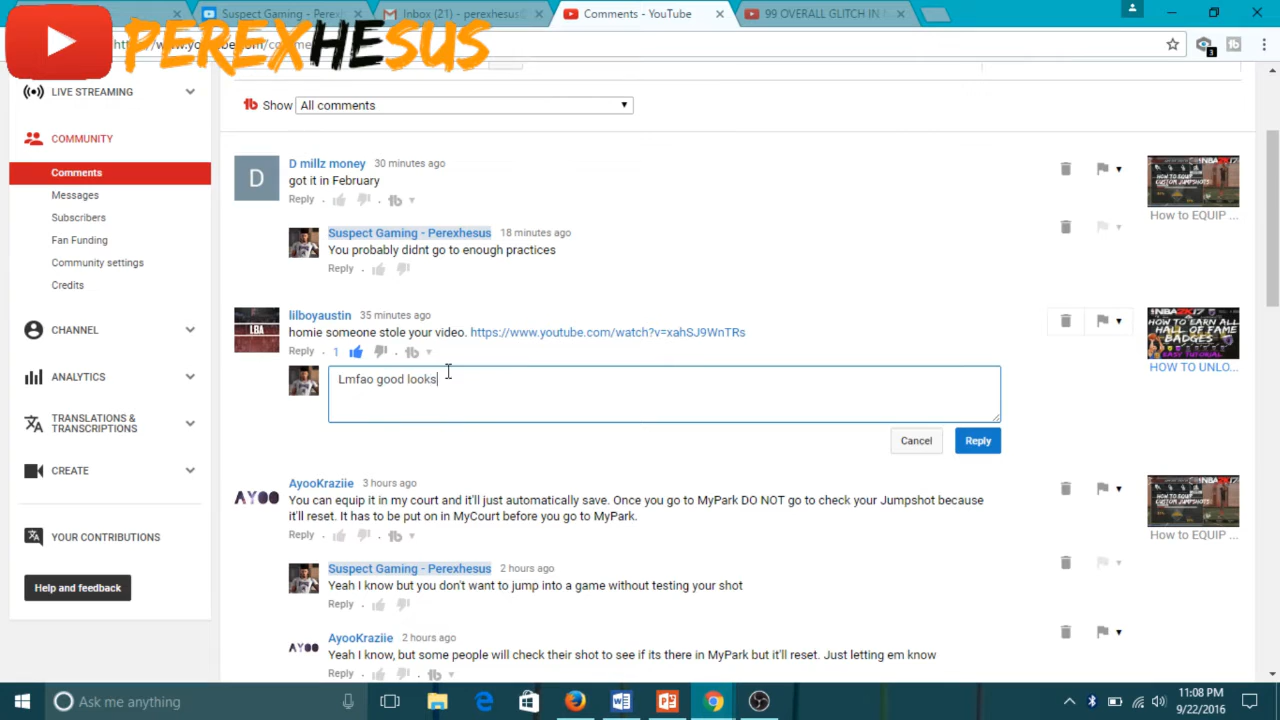 Suspect Gaming - Perex
Inbox (21) - perexhesus
Comments - YouTube
99 OVERALL GLITCH IN
PEREXHESUS
3
LIVE STREAMING
COMMUNITY
Comments
Messages
Subscribers
Fan Funding
Community settings
Credits
CHANNEL
ANALYTICS
TRANSLATIONS &
TRANSCRIPTIONS
CREATE
YOUR CONTRIBUTIONS
Help and feedback
Show All comments
D
D millz money 30 minutes ago
got it in February
Reply
Suspect Gaming - Perexhesus 18 minutes ago
You probably didnt go to enough practices
Reply
How to EQUIP ...
LBA
lilboyaustin 35 minutes ago
homie someone stole your video. https://www.youtube.com/watch?v=xahSJ9WnTRs
Reply 1
Lmfao good looks
Cancel Reply
NBA2K17
HOW TO EARN ALL
HALL OF FAME
BADGES
EASY TUTORIAL
HOW TO UNLO...
AYOO
AyooKraziie 3 hours ago
You can equip it in my court and it'll just automatically save. Once you go to MyPark DO NOT go to check your Jumpshot because
it'll reset. It has to be put on in MyCourt before you go to MyPark.
Reply
How to EQUIP ...
Suspect Gaming - Perexhesus 2 hours ago
Yeah I know but you don't want to jump into a game without testing your shot
Reply
AYOO
AyooKraziie 2 hours ago
Yeah I know, but some people will check their shot to see if its there in MyPark but it'll reset. Just letting em know
Reply
Ask me anything
11:08 PM
9/22/2016